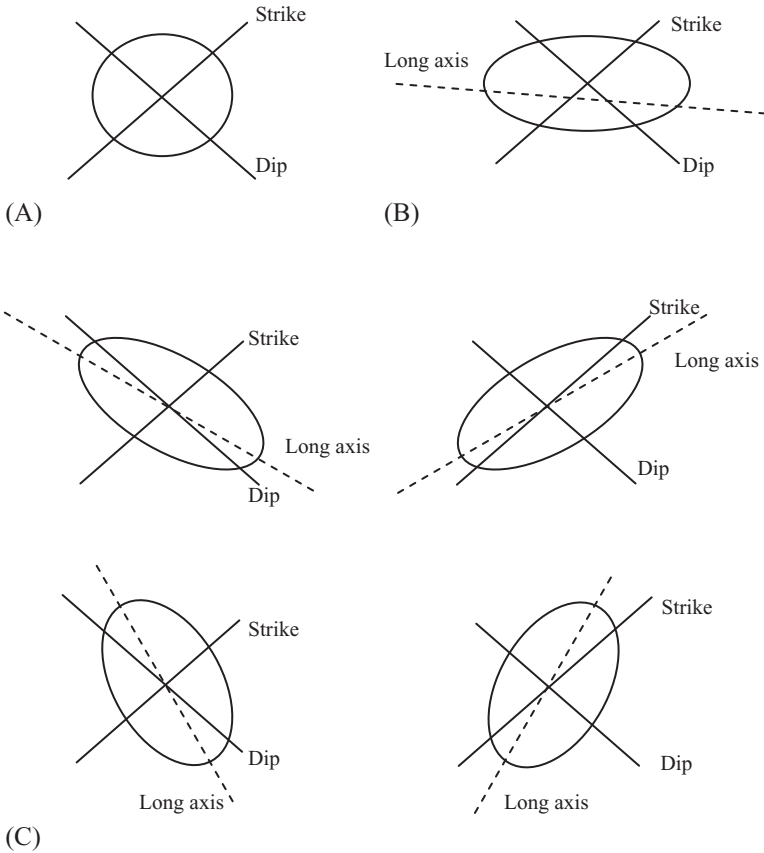 Strike
Dip
(A)
Strike
Long axis
Dip
(B)
Strike
Long axis
Dip
Strike
Long axis
Dip
Strike
Dip
Long axis
Strike
Dip
Long axis
(C)